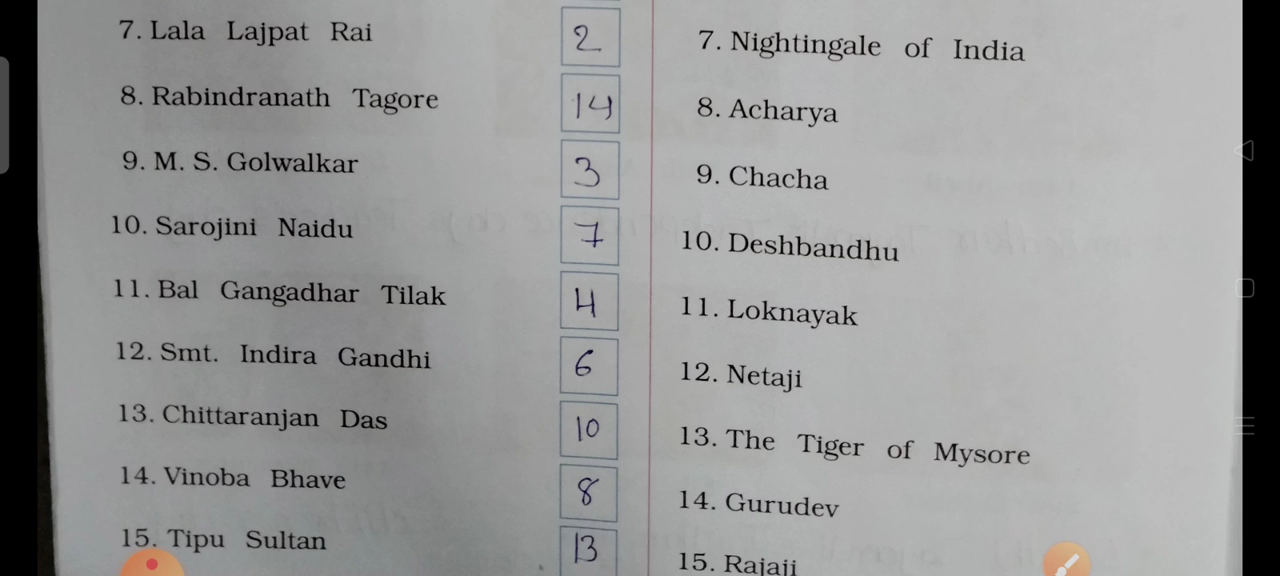 7. Lala Lajpat Rai 2 7. Nightingale of India
8. Rabindranath Tagore 14 8. Acharya
9. M. S. Golwalkar 3 9. Chacha
10. Sarojini Naidu 7 10. Deshbandhu
11. Bal Gangadhar Tilak 4 11. Loknayak
12. Smt. Indira Gandhi 6 12. Netaji
13. Chittaranjan Das 10 13. The Tiger of Mysore
14. Vinoba Bhave 8 14. Gurudev
15. Tipu Sultan 13 15. Rajaji